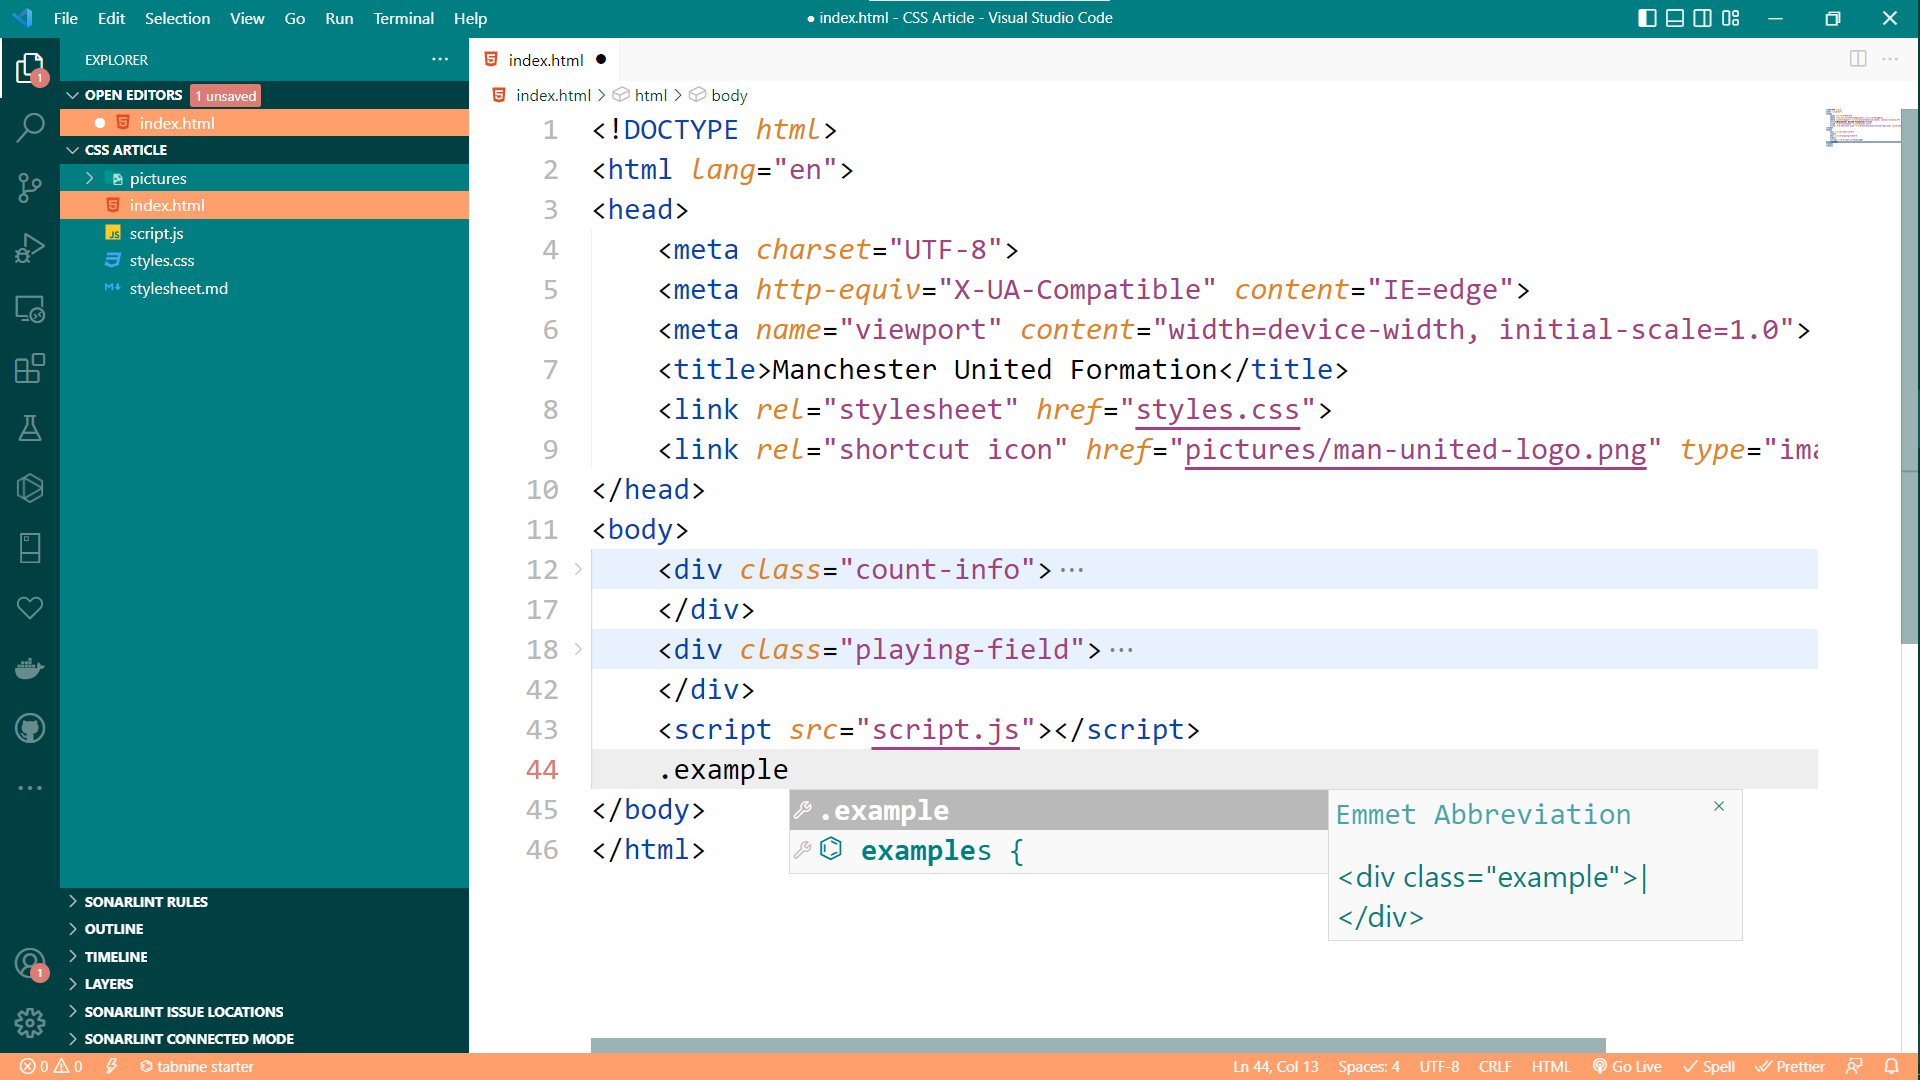 File Edit Selection View Go Run Terminal Help
● index.html - CSS Article - Visual Studio Code
EXPLORER
OPEN EDITORS 1 unsaved
index.html
CSS ARTICLE
pictures
index.html
JS script.js
styles.css
stylesheet.md
SONARLINT RULES
OUTLINE
TIMELINE
LAYERS
SONARLINT ISSUE LOCATIONS
SONARLINT CONNECTED MODE
1
1
index.html
index.html > html > body
1 <!DOCTYPE html>
2 <html lang="en">
3 <head>
4 <meta charset="UTF-8">
5 <meta http-equiv="X-UA-Compatible" content="IE=edge">
6 <meta name="viewport" content="width=device-width, initial-scale=1.0">
7 <title>Manchester United Formation</title>
8 <link rel="stylesheet" href="styles.css">
9 <link rel="shortcut icon" href="pictures/man-united-logo.png" type="ima
10 </head>
11 <body>
12 <div class="count-info">···
17 </div>
18 <div class="playing-field">···
42 </div>
43 <script src="script.js"></script>
44 .example
45 </body>
46 </html>
.example
examples {
Emmet Abbreviation
<div class="example">|
</div>
0 0 tabnine starter
Ln 44, Col 13 Spaces: 4 UTF-8 CRLF HTML Go Live Spell Prettier